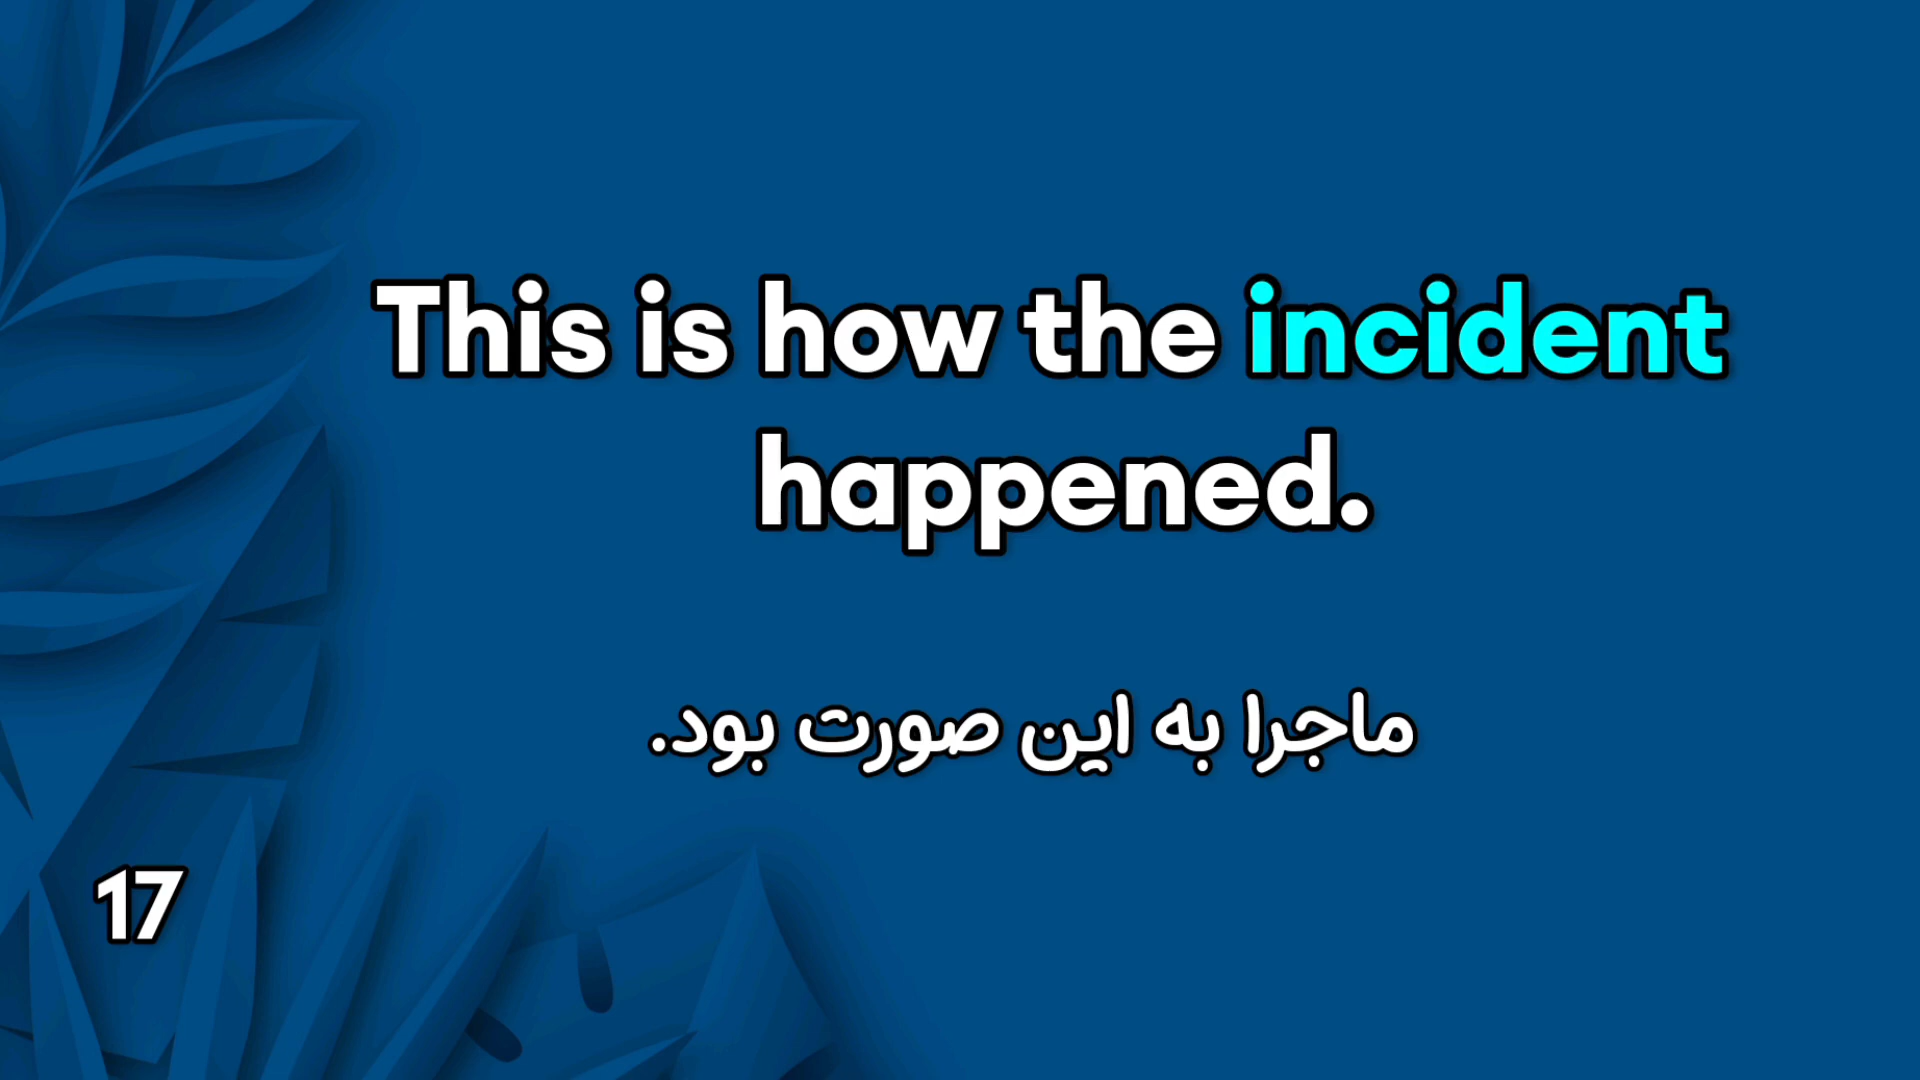 This is how the incident
happened.
ماجرا به این صورت بود.
17